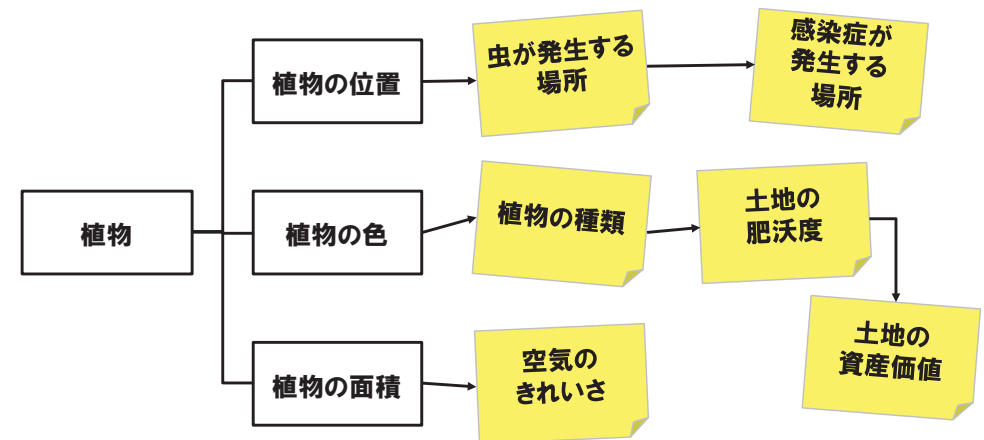 植物
植物の位置
虫が発生する
場所
感染症が
発生する
場所
植物の色
植物の種類
土地の
肥沃度
土地の
資産価値
植物の面積
空気の
きれいさ